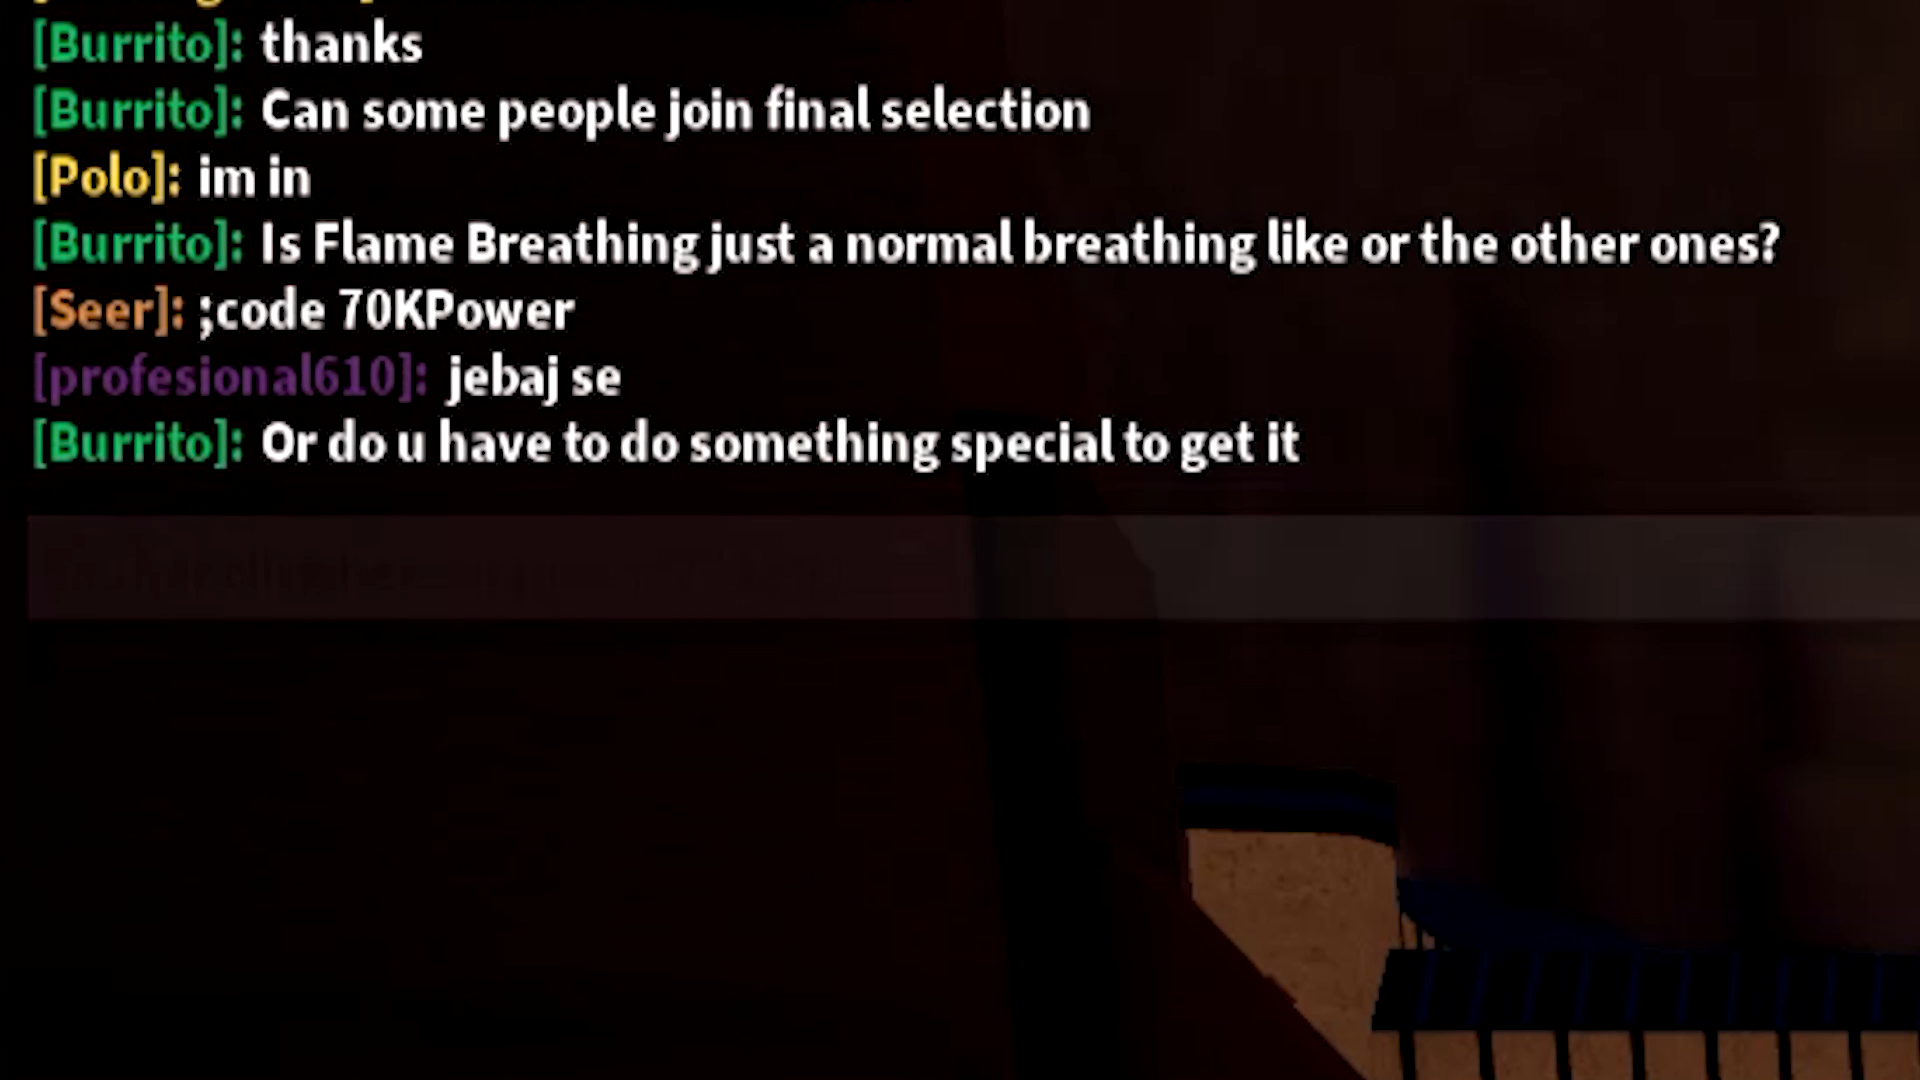 [Burrito]: thanks
[Burrito]: Can some people join final selection
[Polo]: im in
[Burrito]: Is Flame Breathing just a normal breathing like or the other ones?
[Seer]: ;code 70KPower
[profesional610]: jebaj se
[Burrito]: Or do u have to do something special to get it